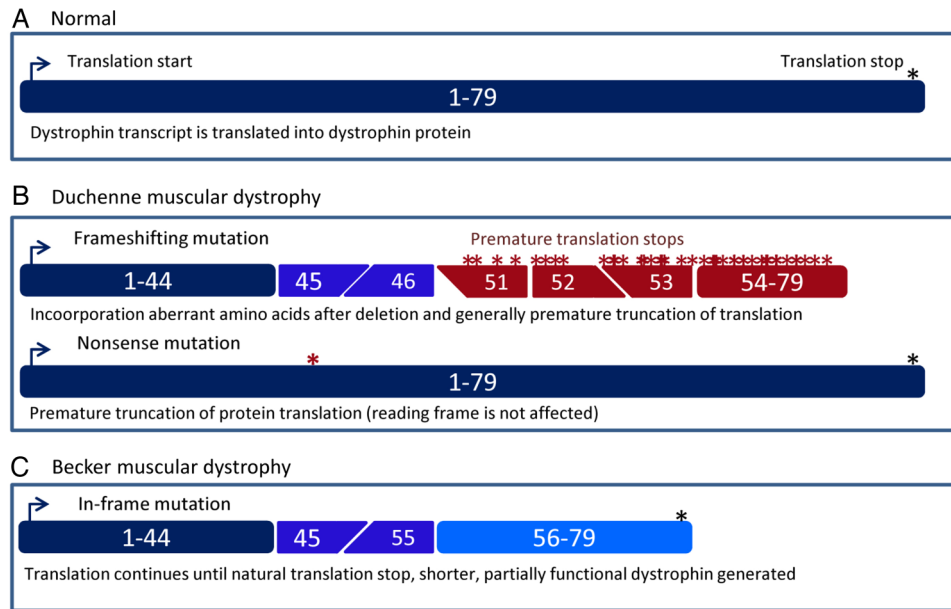 A Normal
Translation start
Translation stop
*
1-79
Dystrophin transcript is translated into dystrophin protein
B Duchenne muscular dystrophy
Frameshifting mutation
Premature translation stops
1-44 45 46 51 52 53 54-79
Incoorporation aberrant amino acids after deletion and generally premature truncation of translation
Nonsense mutation
* *
1-79
Premature truncation of protein translation (reading frame is not affected)
C Becker muscular dystrophy
In-frame mutation
*
1-44 45 55 56-79
Translation continues until natural translation stop, shorter, partially functional dystrophin generated